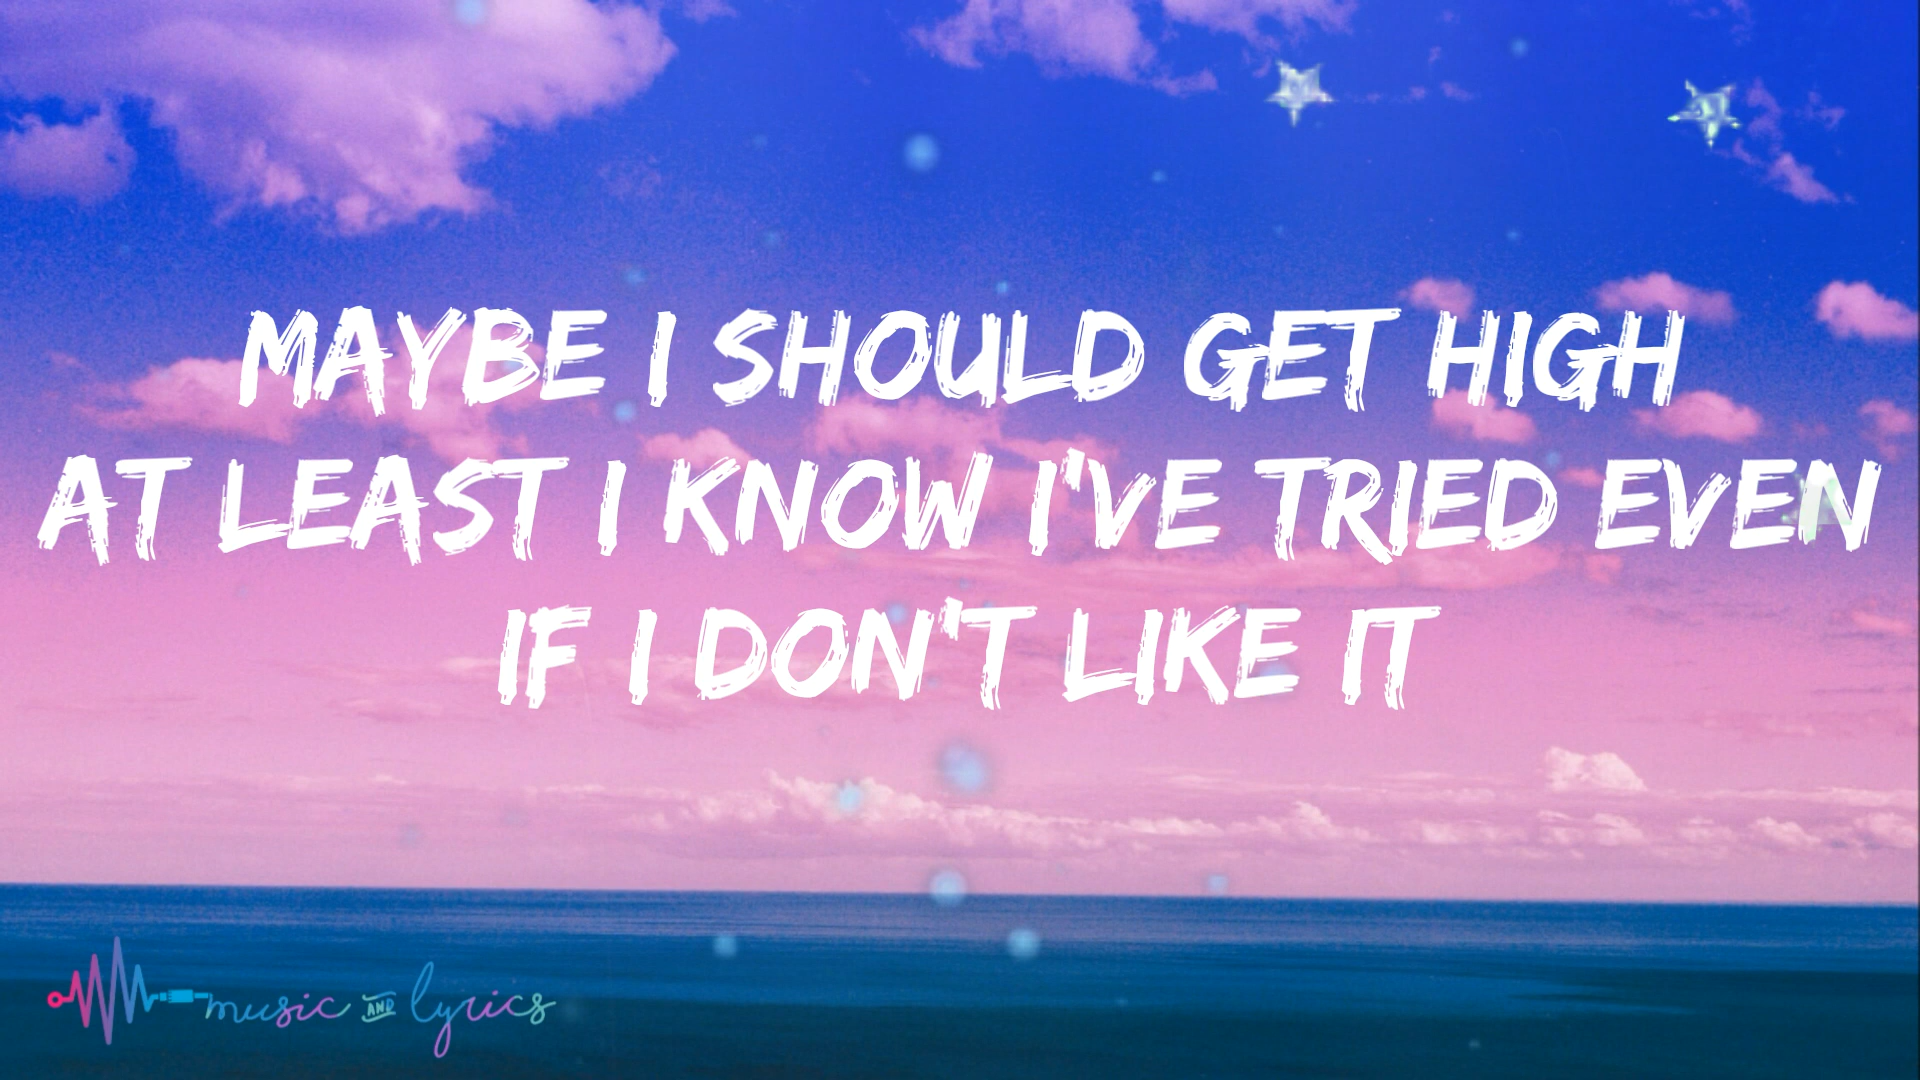 MAYBE I SHOULD GET HIGH
AT LEAST I KNOW I'VE TRIED EVEN
IF I DON'T LIKE IT
music AND lyrics